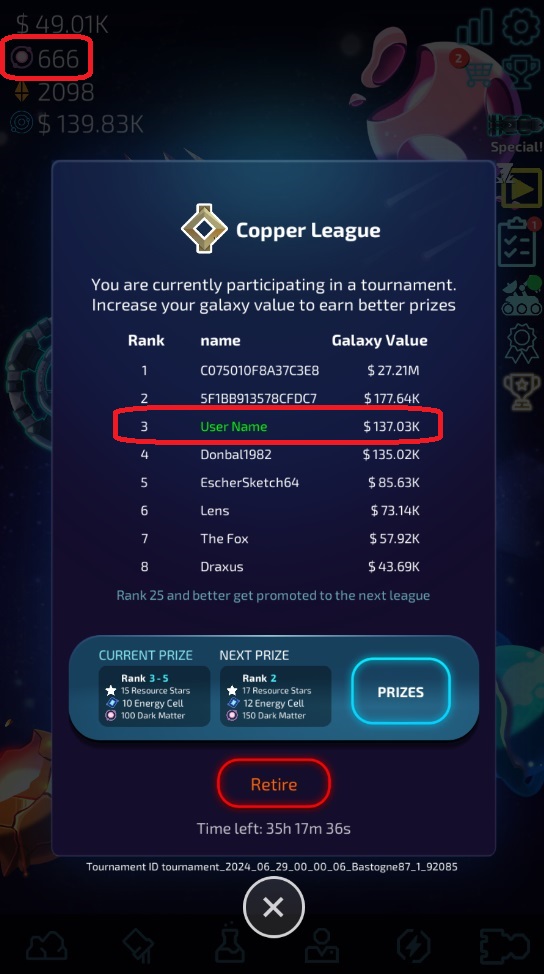 $ 49.01K
666
2098
$ 139.83K
2
Special!
1
Copper League
You are currently participating in a tournament.
Increase your galaxy value to earn better prizes
Rank name Galaxy Value
1 C075010F8A37C3E8 $ 27.21M
2 5F1BB913578CFDC7 $ 177.64K
3 User Name $ 137.03K
4 Donbal1982 $ 135.02K
5 EscherSketch64 $ 85.63K
6 Lens $ 73.14K
7 The Fox $ 57.92K
8 Draxus $ 43.69K
Rank 25 and better get promoted to the next league
CURRENT PRIZE NEXT PRIZE
Rank 3 - 5 Rank 2
15 Resource Stars 17 Resource Stars
10 Energy Cell 12 Energy Cell
100 Dark Matter 150 Dark Matter
PRIZES
Retire
Time left: 35h 17m 36s
Tournament ID tournament_2024_06_29_00_00_06_Bastogne87_1_92085